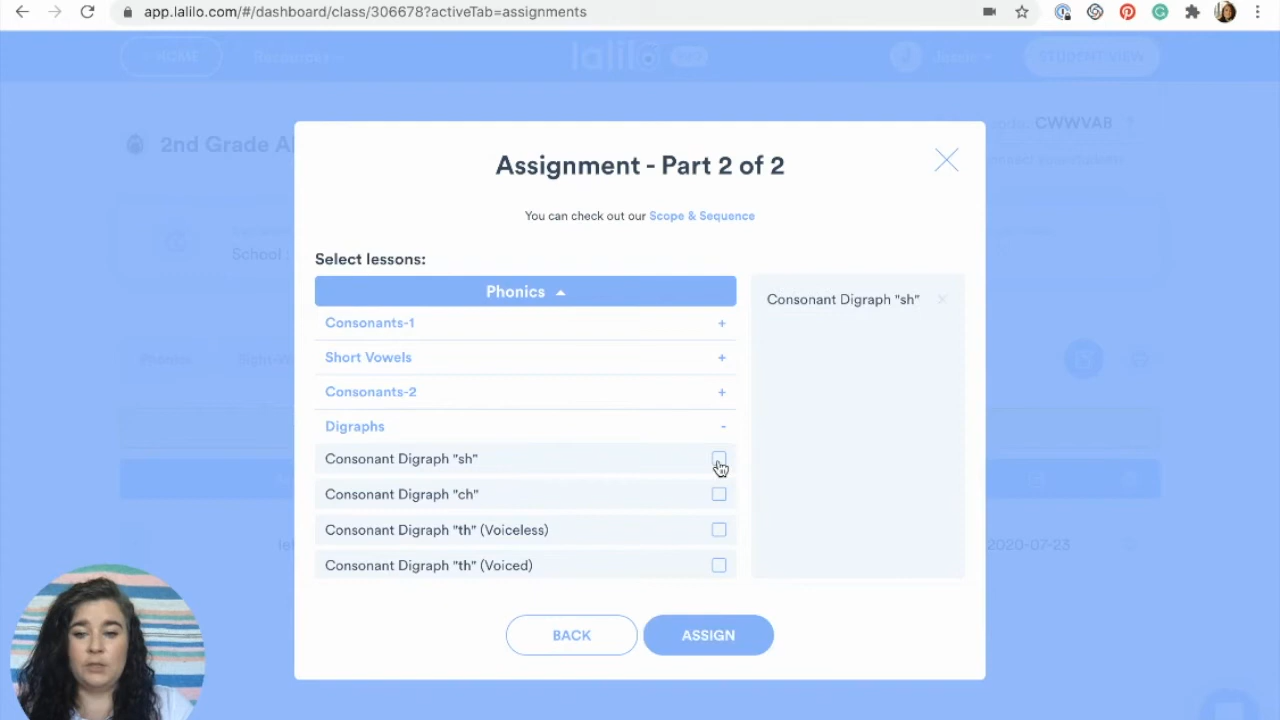 app.lalilo.com/#/dashboard/class/306678?activeTab=assignments
HOME
Resources
lalilo
STUDENT VIEW
2nd Grade
CWWVAB
School :
Assignment - Part 2 of 2
You can check out our Scope & Sequence
Select lessons:
Phonics
Consonant Digraph "sh"
Consonants-1
Short Vowels
Consonants-2
Digraphs
Consonant Digraph "sh"
Consonant Digraph "ch"
Consonant Digraph "th" (Voiceless)
Consonant Digraph "th" (Voiced)
2020-07-23
BACK
ASSIGN